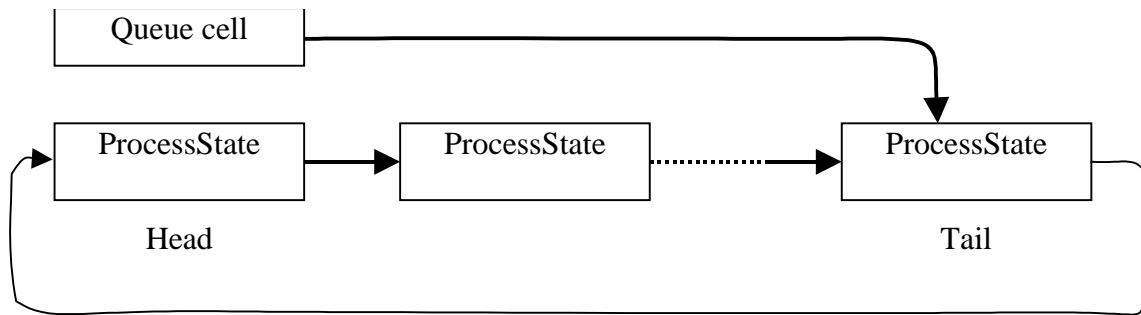 Queue cell
ProcessState
ProcessState
ProcessState
Head
Tail